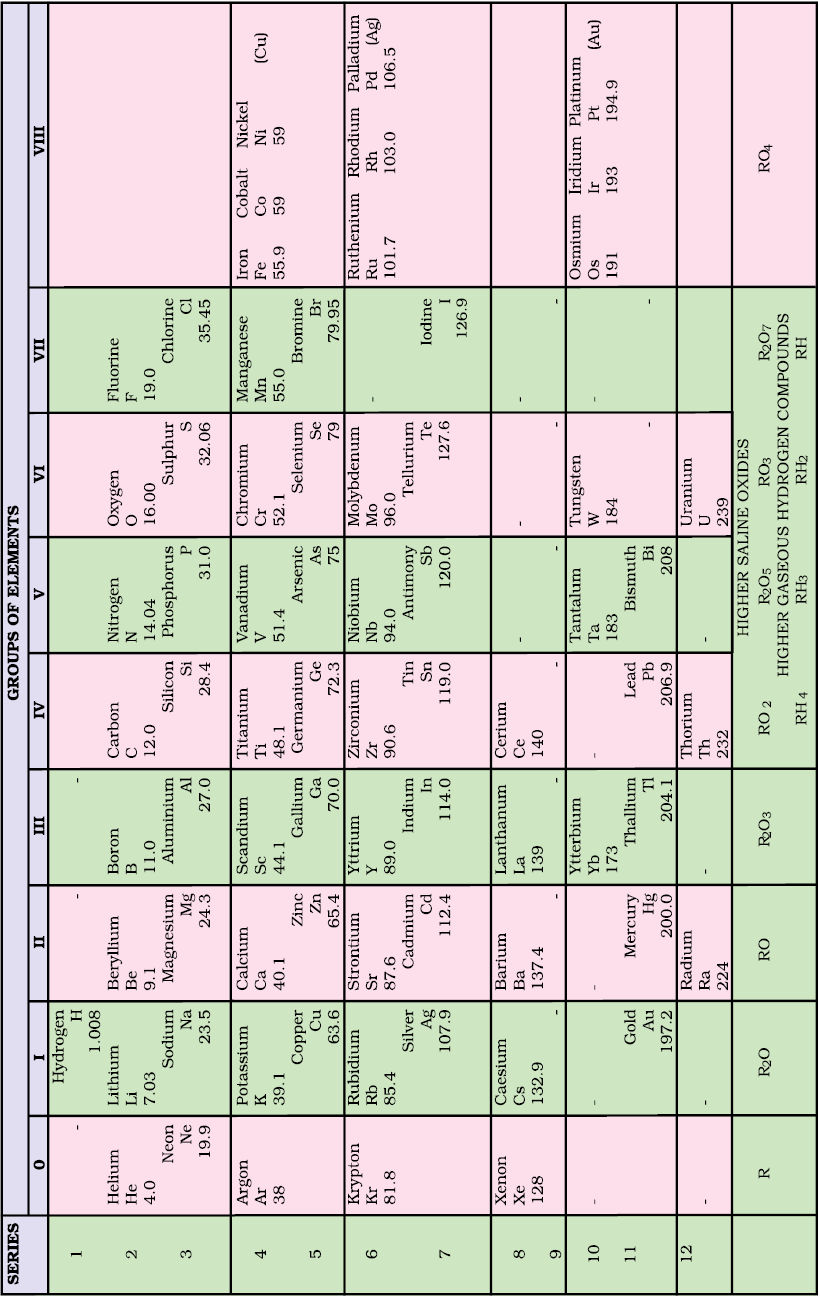 GROUPS OF ELEMENTS
SERIES 0 I II III IV V VI VII VIII
Hydrogen
1 - H - -
1.008
Helium Lithium Beryllium Boron Carbon Nitrogen Oxygen Fluorine
2 He Li Be B C N O F
4.0 7.03 9.1 11.0 12.0 14.04 16.00 19.0
Neon Sodium Magnesium Aluminium Silicon Phosphorus Sulphur Chlorine
3 Ne Na Mg Al Si P S Cl
19.9 23.5 24.3 27.0 28.4 31.0 32.06 35.45
Argon Potassium Calcium Scandium Titanium Vanadium Chromium Manganese Iron Cobalt Nickel
4 Ar K Ca Sc Ti V Cr Mn Fe Co Ni (Cu)
38 39.1 40.1 44.1 48.1 51.4 52.1 55.0 55.9 59 59
Copper Zinc Gallium Germanium Arsenic Selenium Bromine
5 Cu Zn Ga Ge As Se Br
63.6 65.4 70.0 72.3 75 79 79.95
Krypton Rubidium Strontium Yttrium Zirconium Niobium Molybdenum Ruthenium Rhodium Palladium
6 Kr Rb Sr Y Zr Nb Mo - Ru Rh Pd (Ag)
81.8 85.4 87.6 89.0 90.6 94.0 96.0 101.7 103.0 106.5
Silver Cadmium Indium Tin Antimony Tellurium Iodine
7 Ag Cd In Sn Sb Te I
107.9 112.4 114.0 119.0 120.0 127.6 126.9
Xenon Caesium Barium Lanthanum Cerium
8 Xe Cs Ba La Ce - - -
128 132.9 137.4 139 140
9 - - - - - - -
Ytterbium Tantalum Tungsten Osmium Iridium Platinum
10 - - - Yb - Ta W - Os Ir Pt (Au)
173 183 184 191 193 194.9
Gold Mercury Thallium Lead Bismuth
11 Au Hg Tl Pb Bi - -
197.2 200.0 204.1 206.9 208
Radium Thorium Uranium
12 - - Ra - Th - U
224 232 239
HIGHER SALINE OXIDES
R R₂O RO R₂O₃ RO₂ R₂O₅ RO₃ R₂O₇ RO₄
HIGHER GASEOUS HYDROGEN COMPOUNDS
RH₄ RH₃ RH₂ RH